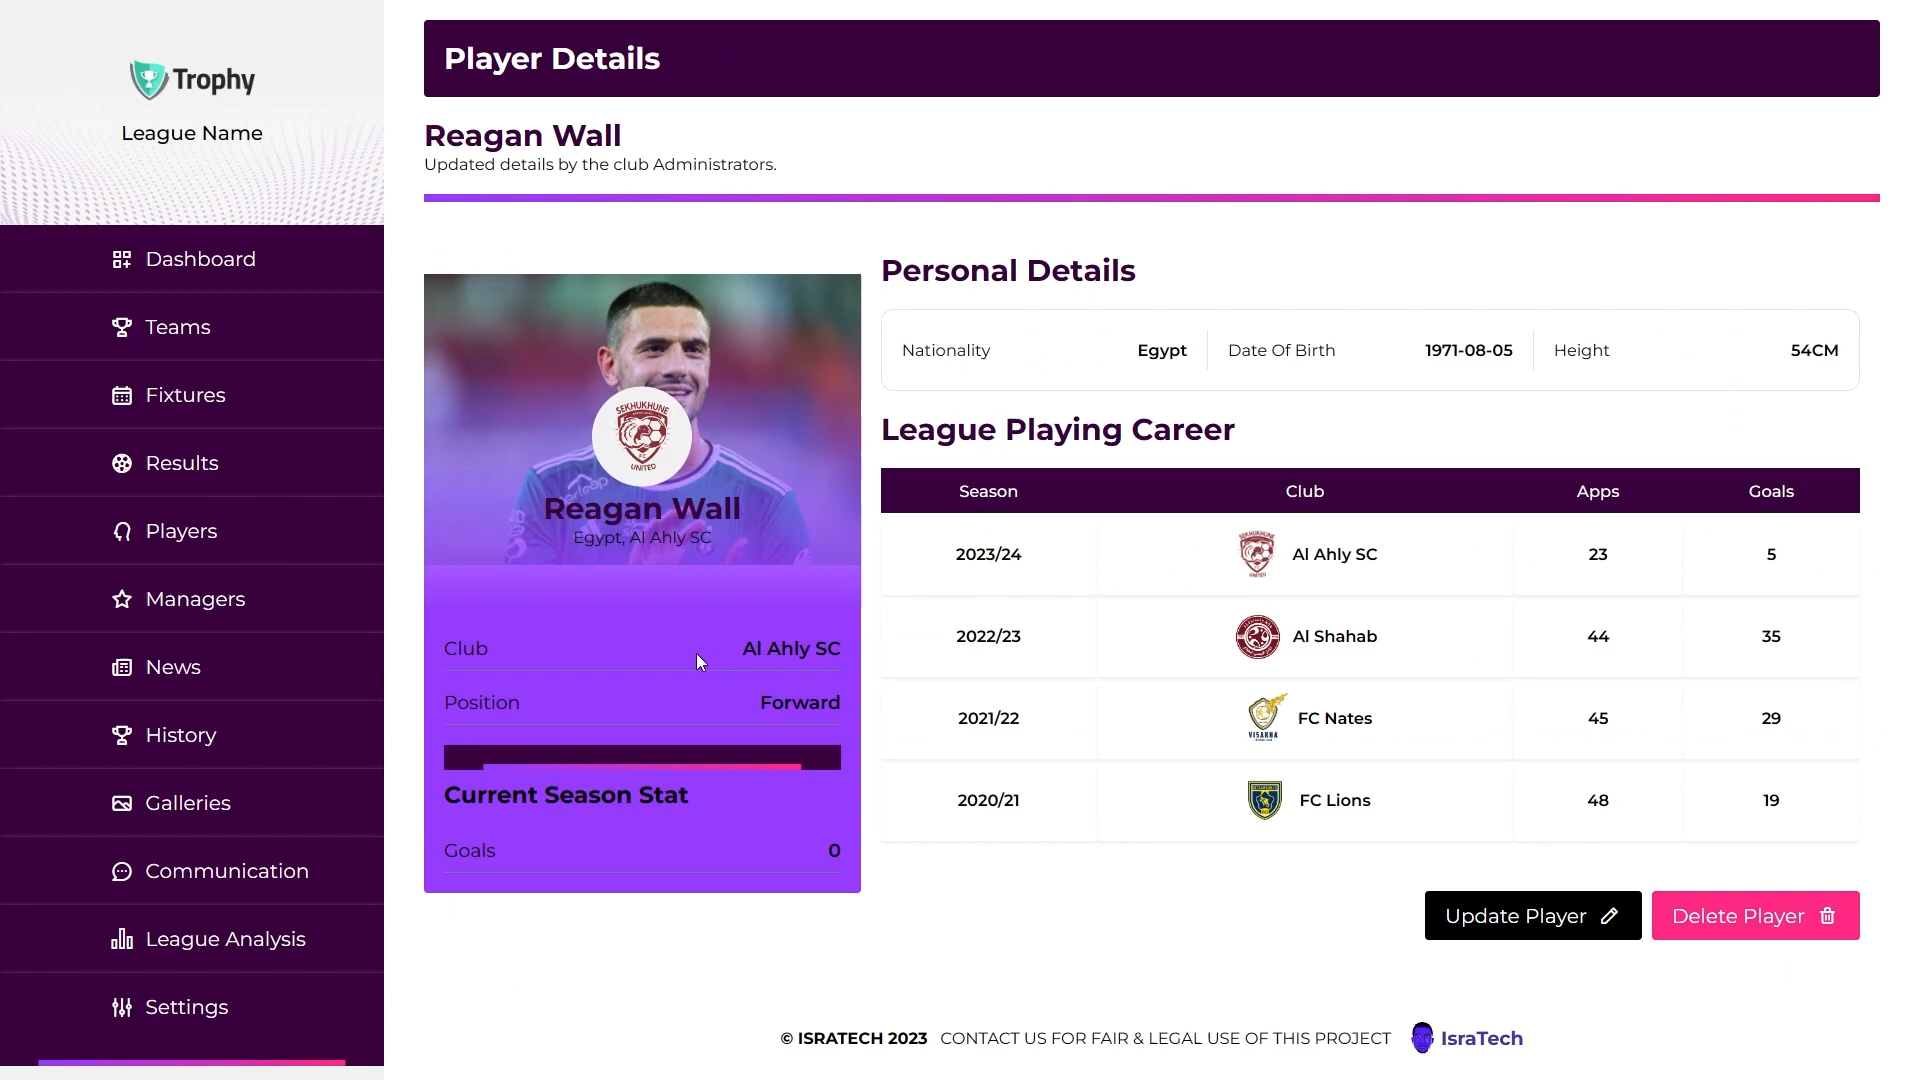 Trophy
League Name
Dashboard
Teams
Fixtures
Results
Players
Managers
News
History
Galleries
Communication
League Analysis
Settings
Player Details
Reagan Wall
Updated details by the club Administrators.
SEKHUKHUNE
FC
UNITED
Reagan Wall
Egypt, Al Ahly SC
Club Al Ahly SC
Position Forward
Current Season Stat
Goals 0
Personal Details
Nationality Egypt Date Of Birth 1971-08-05 Height 54CM
League Playing Career
Season Club Apps Goals
2023/24 SEKHUKHUNE UNITED Al Ahly SC 23 5
2022/23 Al Shahab 44 35
2021/22 VISAKHA FC Nates 45 29
2020/21 FC Lions 48 19
Update Player Delete Player
© ISRATECH 2023 CONTACT US FOR FAIR & LEGAL USE OF THIS PROJECT IsraTech